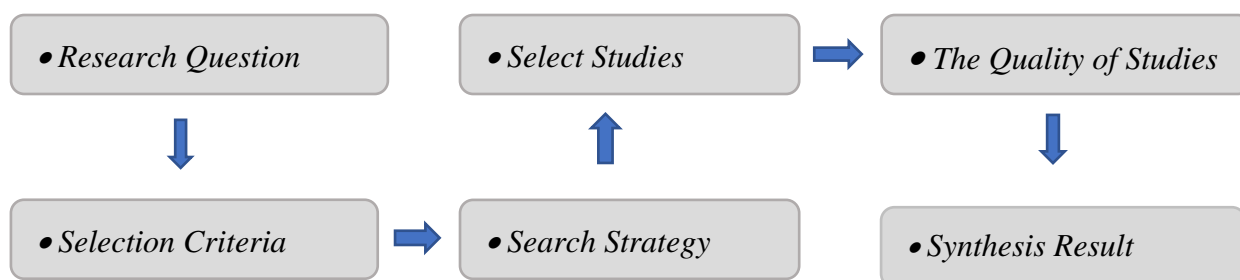 • Research Question
• Select Studies
• The Quality of Studies
• Selection Criteria
• Search Strategy
• Synthesis Result